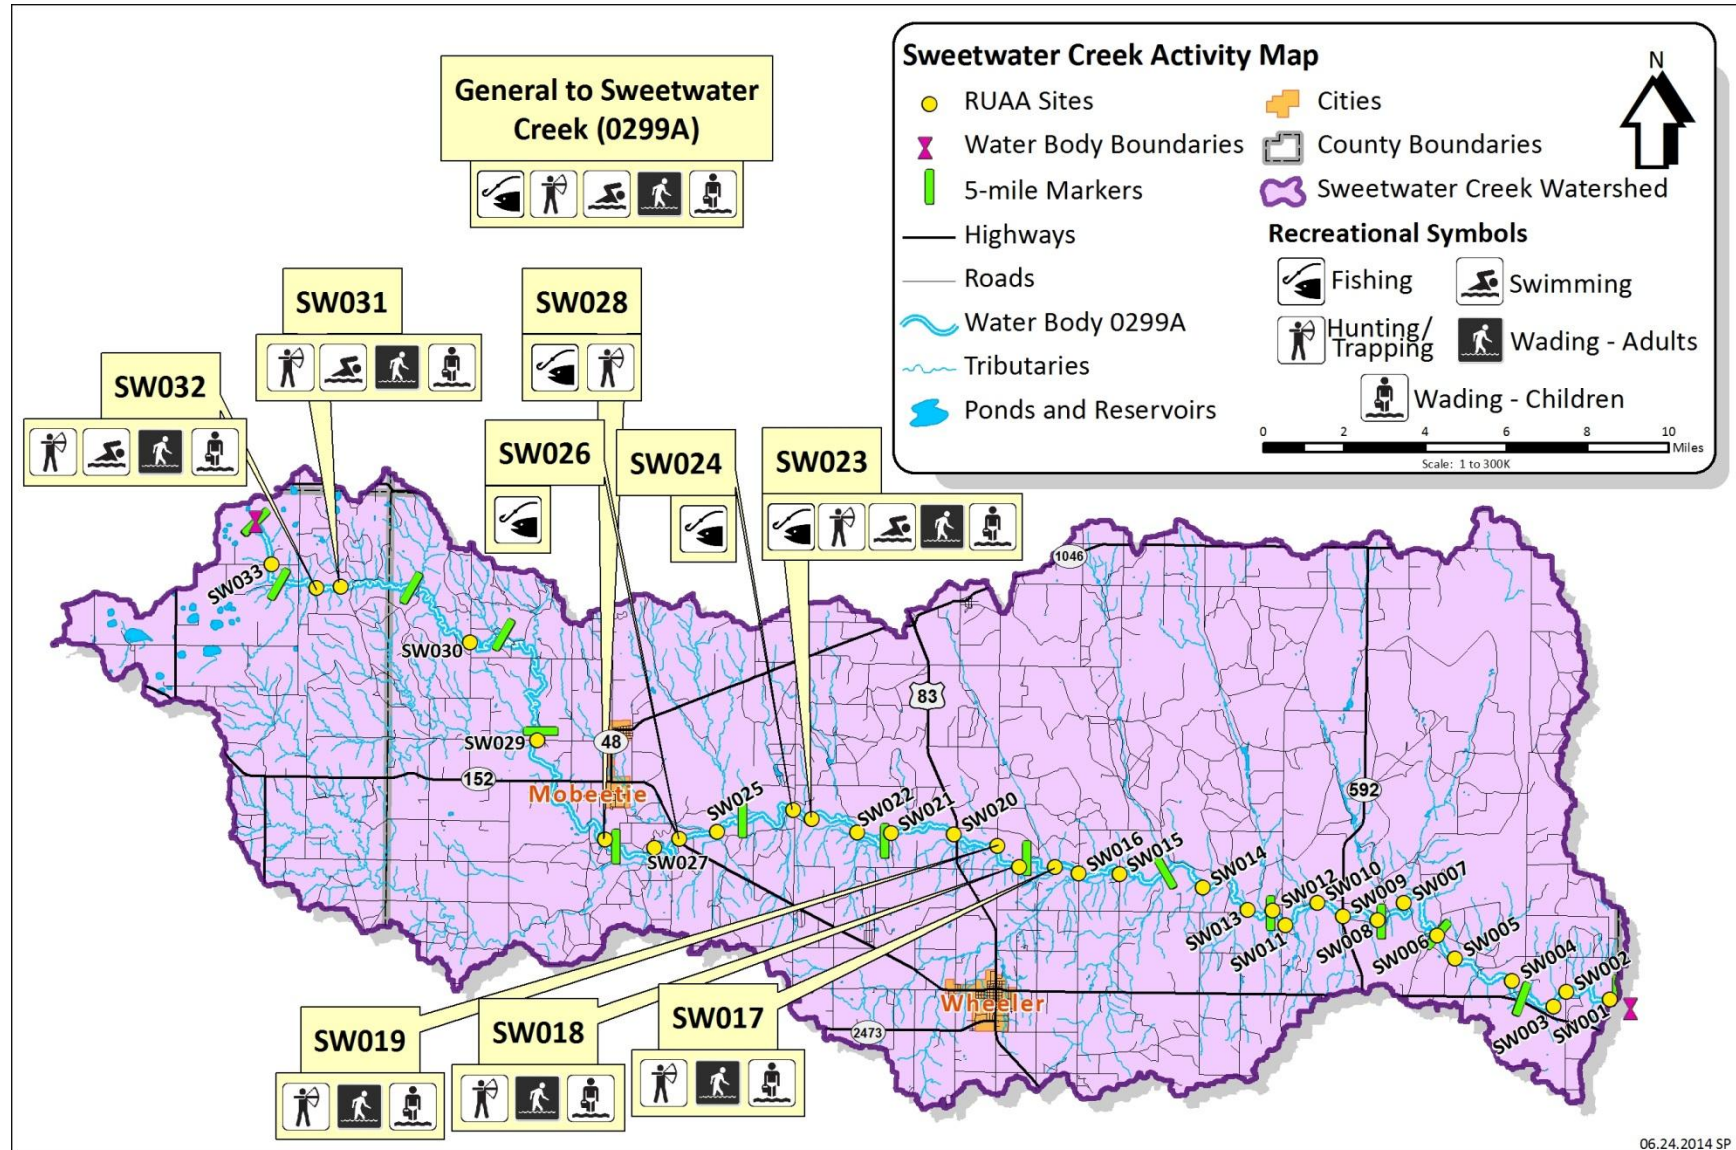 General to Sweetwater
Creek (0299A)
Sweetwater Creek Activity Map
N
RUAA Sites
Water Body Boundaries
5-mile Markers
Highways
Roads
Water Body 0299A
Tributaries
Ponds and Reservoirs
Cities
County Boundaries
Sweetwater Creek Watershed
Recreational Symbols
Fishing
Swimming
Hunting/
Trapping
Wading - Adults
Wading - Children
0 2 4 6 8 10
Miles
Scale: 1 to 300K
SW031
SW028
SW032
SW026
SW024
SW023
1046
SW033
SW030
83
SW029
48
152
Mobeetie
592
SW025
SW022
SW021
SW020
SW027
SW016
SW015
SW014
SW013
SW012
SW011
SW010
SW009
SW008
SW007
SW006
SW005
SW004
SW003
SW002
SW001
Wheeler
2473
SW019
SW018
SW017
06.24.2014 SP